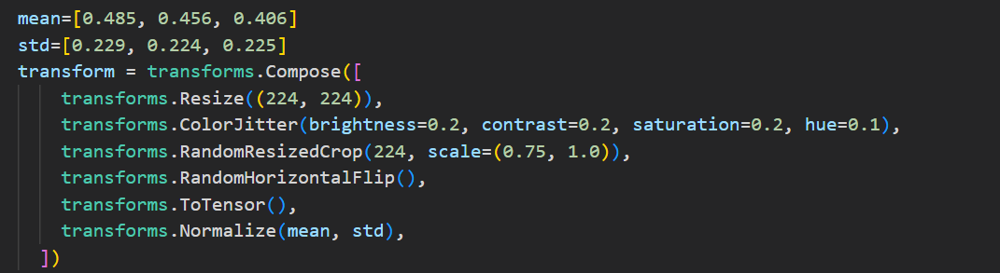 mean=[0.485, 0.456, 0.406]
std=[0.229, 0.224, 0.225]
transform = transforms.Compose([
    transforms.Resize((224, 224)),
    transforms.ColorJitter(brightness=0.2, contrast=0.2, saturation=0.2, hue=0.1),
    transforms.RandomResizedCrop(224, scale=(0.75, 1.0)),
    transforms.RandomHorizontalFlip(),
    transforms.ToTensor(),
    transforms.Normalize(mean, std),
  ])